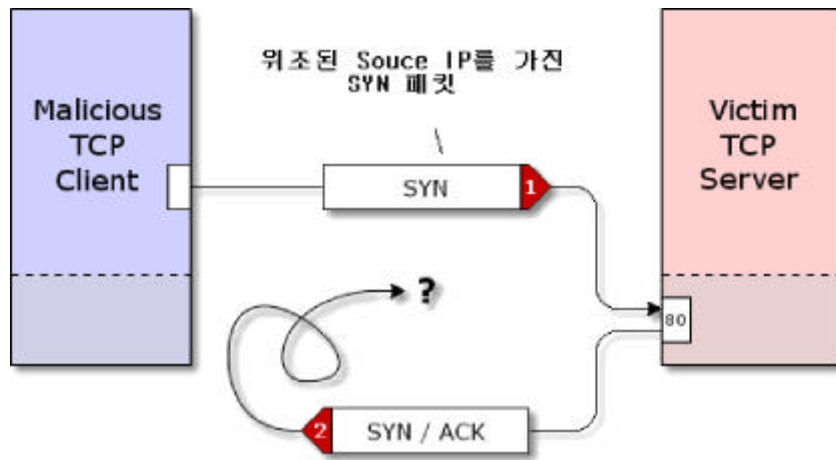 위조된 Souce IP를 가진
SYN 패킷
Malicious
TCP
Client
Victim
TCP
Server
SYN
1
80
?
2
SYN / ACK